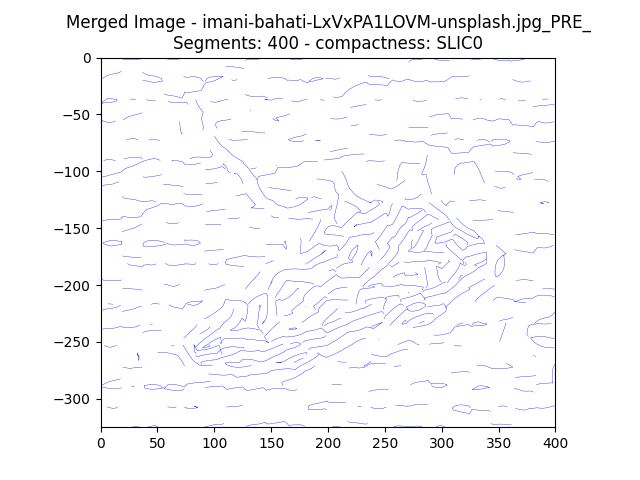 Merged Image - imani-bahati-LxVxPA1LOVM-unsplash.jpg_PRE_
Segments: 400 - compactness: SLIC0
0
−50
−100
−150
−200
−250
−300
0 50 100 150 200 250 300 350 400